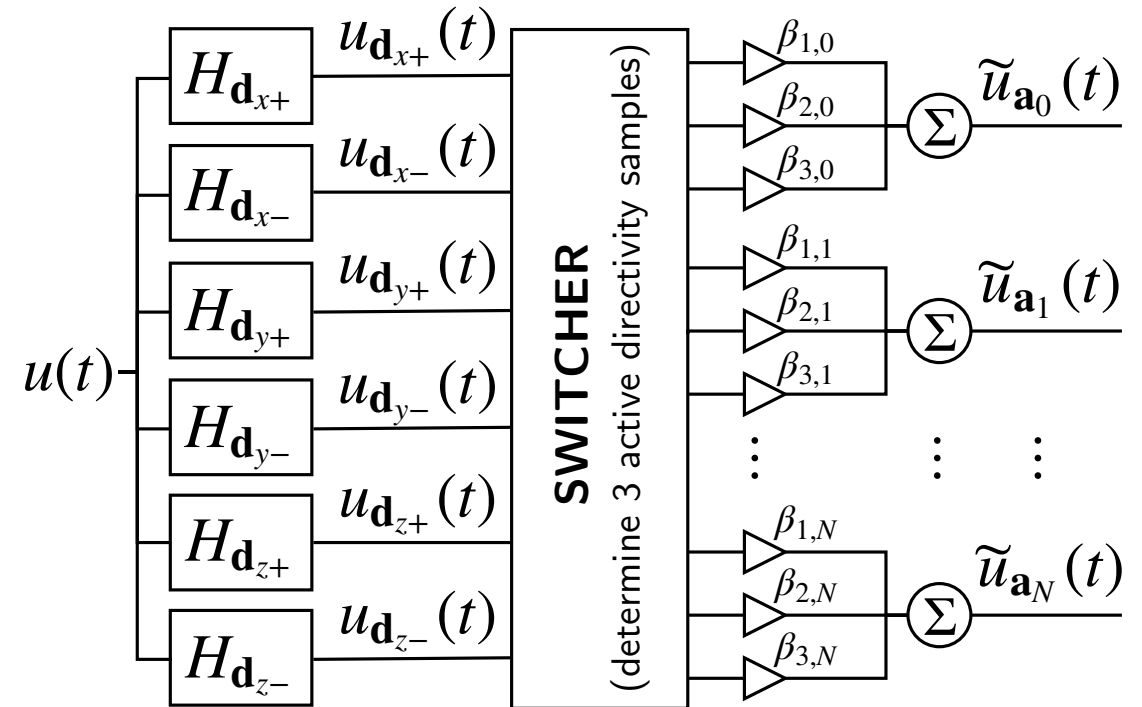 u(t)
H_{𝐝_{x+}}
H_{𝐝_{x−}}
H_{𝐝_{y+}}
H_{𝐝_{y−}}
H_{𝐝_{z+}}
H_{𝐝_{z−}}
u_{𝐝_{x+}}(t)
u_{𝐝_{x−}}(t)
u_{𝐝_{y+}}(t)
u_{𝐝_{y−}}(t)
u_{𝐝_{z+}}(t)
u_{𝐝_{z−}}(t)
SWITCHER
(determine 3 active directivity samples)
β_{1,0}
β_{2,0}
β_{3,0}
Σ
ũ_{𝐚_0}(t)
β_{1,1}
β_{2,1}
β_{3,1}
Σ
ũ_{𝐚_1}(t)
⋮ ⋮ ⋮
β_{1,N}
β_{2,N}
β_{3,N}
Σ
ũ_{𝐚_N}(t)